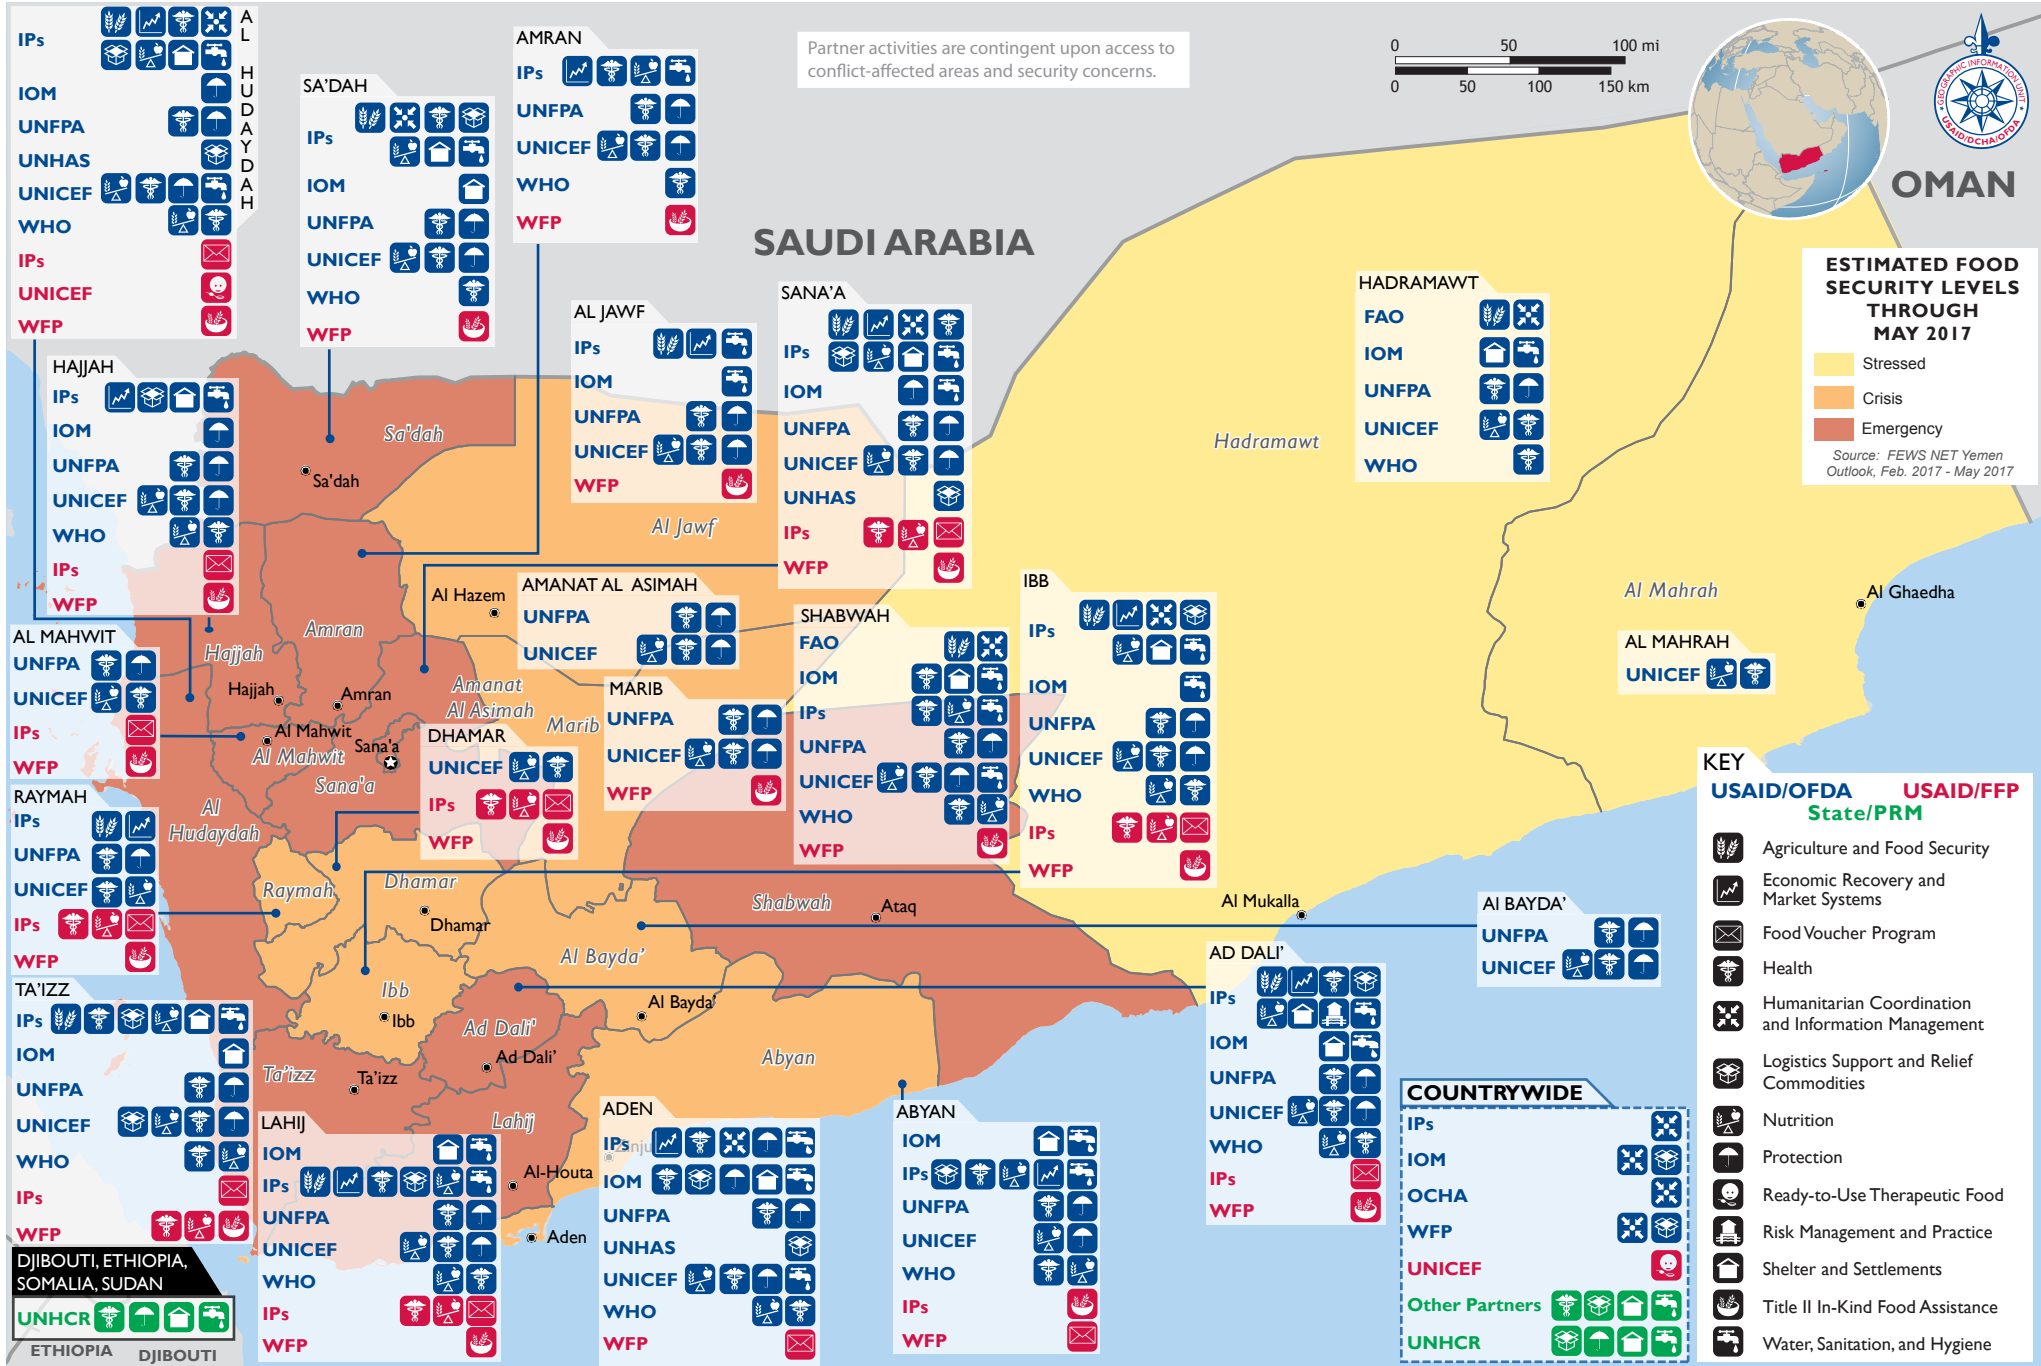 IPs
IOM
UNFPA
UNHAS
UNICEF
WHO
IPs
UNICEF
WFP
AL HUDAYDAH
SA'DAH
IPs
IOM
UNFPA
UNICEF
WHO
WFP
AMRAN
IPs
UNFPA
UNICEF
WHO
WFP
Partner activities are contingent upon access to
conflict-affected areas and security concerns.
0 50 100 mi
0 50 100 150 km
GEOGRAPHIC INFORMATION UNIT
USAID/DCHA/OFDA
OMAN
SAUDI ARABIA
ESTIMATED FOOD
SECURITY LEVELS
THROUGH
MAY 2017
Stressed
Crisis
Emergency
Source: FEWS NET Yemen
Outlook, Feb. 2017 - May 2017
HAJJAH
IPs
IOM
UNFPA
UNICEF
WHO
IPs
WFP
AL JAWF
IPs
IOM
UNFPA
UNICEF
WFP
SANA'A
IPs
IOM
UNFPA
UNICEF
UNHAS
IPs
WFP
HADRAMAWT
FAO
IOM
UNFPA
UNICEF
WHO
Sa'dah
Sa'dah
Al Jawf
Hadramawt
Al Hazem
AMANAT AL ASIMAH
UNFPA
UNICEF
SHABWAH
FAO
IOM
IPs
UNFPA
UNICEF
WHO
WFP
IBB
IPs
IOM
UNFPA
UNICEF
WHO
IPs
WFP
Al Mahrah
Al Ghaedha
AL MAHRAH
UNICEF
AL MAHWIT
UNFPA
UNICEF
IPs
WFP
Hajjah
Amran
Hajjah
Amran
Al Mahwit
Al Mahwit
Sana'a
Sana'a
Amanat
Al Asimah
Marib
MARIB
UNFPA
UNICEF
WFP
DHAMAR
UNICEF
IPs
WFP
RAYMAH
IPs
UNFPA
UNICEF
IPs
WFP
Al
Hudaydah
Raymah
Dhamar
Dhamar
Shabwah
Ataq
Al Mukalla
Al BAYDA'
UNFPA
UNICEF
Al Bayda'
Al Bayda'
Ibb
Ibb
Ad Dali'
Ad Dali'
Abyan
Ta'izz
Ta'izz
Lahij
Al-Houta
Aden
TA'IZZ
IPs
IOM
UNFPA
UNICEF
WHO
IPs
WFP
LAHIJ
IOM
IPs
UNFPA
UNICEF
WHO
IPs
WFP
ADEN
IPs
IOM
UNFPA
UNHAS
UNICEF
WHO
WFP
ABYAN
IOM
IPs
UNFPA
UNICEF
WHO
IPs
WFP
AD DALI'
IPs
IOM
UNFPA
UNICEF
WHO
IPs
WFP
COUNTRYWIDE
IPs
IOM
OCHA
WFP
UNICEF
Other Partners
UNHCR
KEY
USAID/OFDA USAID/FFP
State/PRM
Agriculture and Food Security
Economic Recovery and
Market Systems
Food Voucher Program
Health
Humanitarian Coordination
and Information Management
Logistics Support and Relief
Commodities
Nutrition
Protection
Ready-to-Use Therapeutic Food
Risk Management and Practice
Shelter and Settlements
Title II In-Kind Food Assistance
Water, Sanitation, and Hygiene
DJIBOUTI, ETHIOPIA,
SOMALIA, SUDAN
UNHCR
ETHIOPIA
DJIBOUTI